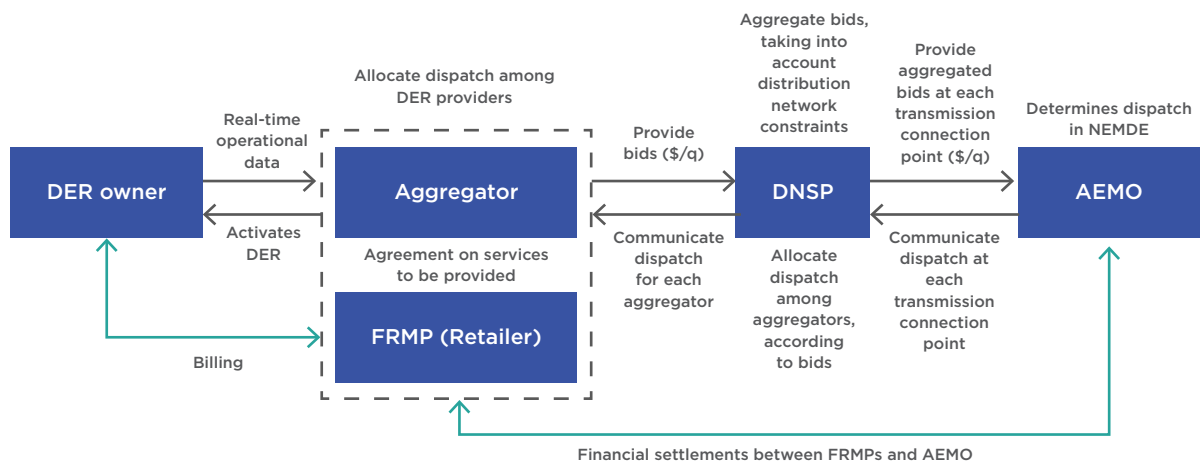 Allocate dispatch among
DER providers
Aggregate bids,
taking into
account
distribution
network
constraints
Provide
aggregated
bids at each
transmission
connection
point ($/q)
Determines dispatch
in NEMDE
Real-time
operational
data
Provide
bids ($/q)
DER owner
Aggregator
DNSP
AEMO
Activates
DER
Agreement on services
to be provided
Communicate
dispatch
for each
aggregator
Allocate
dispatch
among
aggregators,
according
to bids
Communicate
dispatch at
each
transmission
connection
point
FRMP (Retailer)
Billing
Financial settlements between FRMPs and AEMO